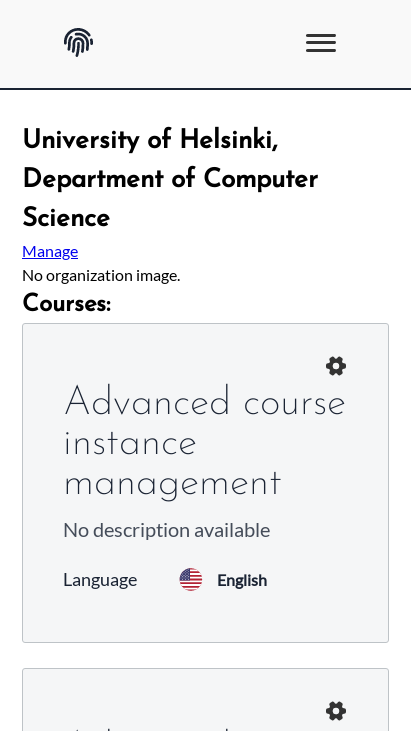 University of Helsinki,
Department of Computer
Science
Manage
No organization image.
Courses:
Advanced course
instance
management
No description available
Language English